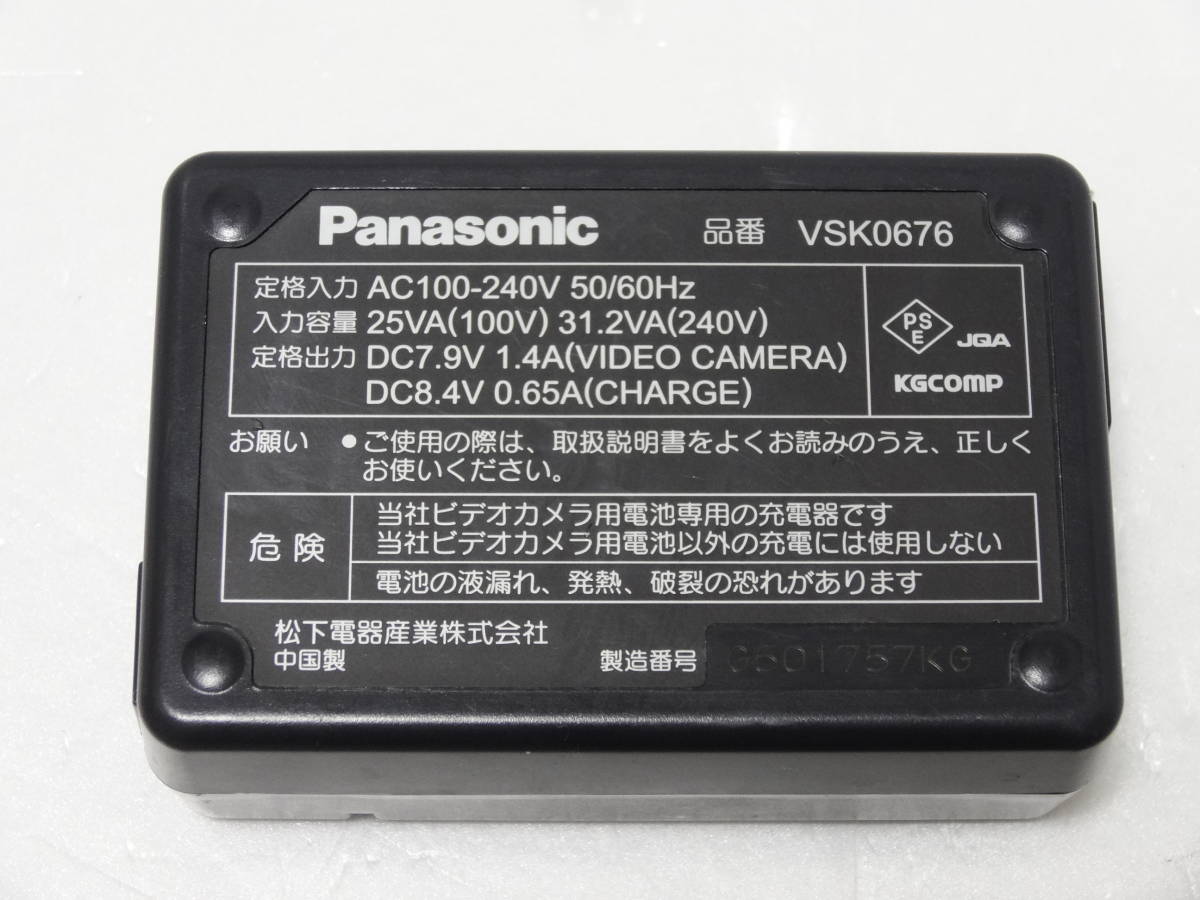 Panasonic 品番 VSK0676
定格入力 AC100-240V 50/60Hz
入力容量 25VA(100V) 31.2VA(240V)
定格出力 DC7.9V 1.4A(VIDEO CAMERA)
DC8.4V 0.65A(CHARGE)
PS
E
JQA
KGCOMP
お願い ●ご使用の際は、取扱説明書をよくお読みのうえ、正しく
お使いください。
危険
当社ビデオカメラ用電池専用の充電器です
当社ビデオカメラ用電池以外の充電には使用しない
電池の液漏れ、発熱、破裂の恐れがあります
松下電器産業株式会社
中国製
製造番号 G501757KG